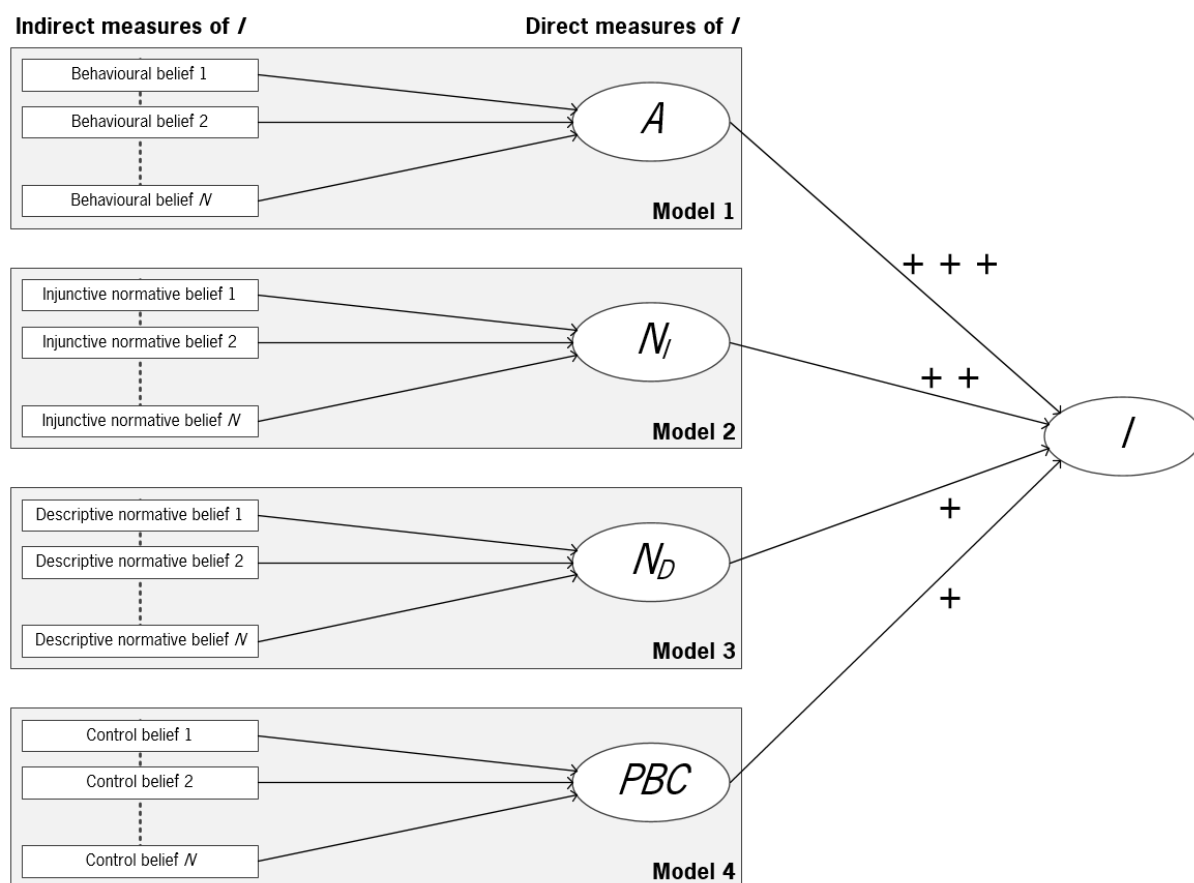 Indirect measures of I
Direct measures of I
Behavioural belief 1
Behavioural belief 2
Behavioural belief N
A
Model 1
+ + +
Injunctive normative belief 1
Injunctive normative belief 2
Injunctive normative belief N
N_I
Model 2
+ +
I
Descriptive normative belief 1
Descriptive normative belief 2
Descriptive normative belief N
N_D
Model 3
+
+
Control belief 1
Control belief 2
Control belief N
PBC
Model 4